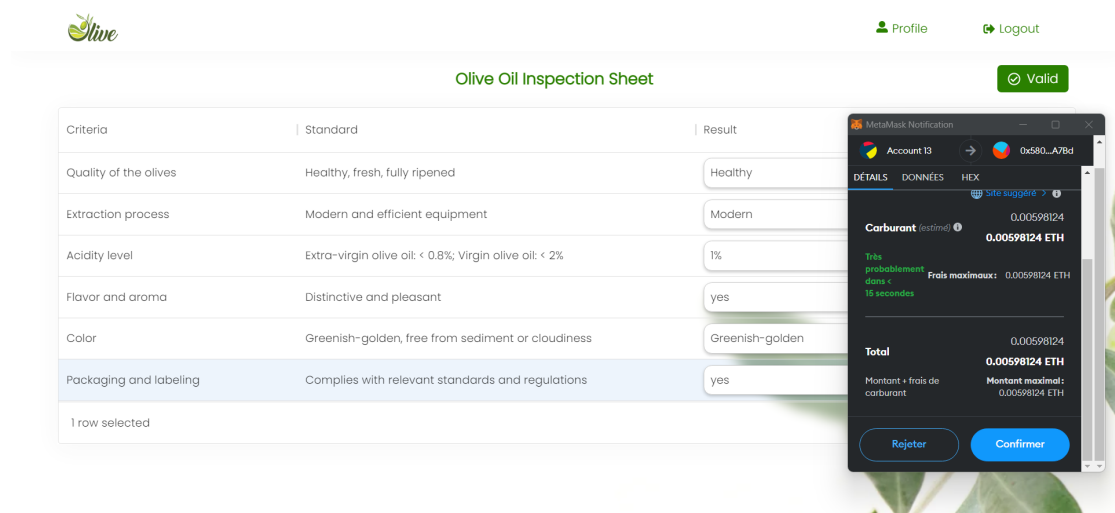 Olive
Profile
Logout
Olive Oil Inspection Sheet
Valid
Criteria
Standard
Result
Quality of the olives
Healthy, fresh, fully ripened
Healthy
Extraction process
Modern and efficient equipment
Modern
Acidity level
Extra-virgin olive oil: < 0.8%; Virgin olive oil: < 2%
1%
Flavor and aroma
Distinctive and pleasant
yes
Color
Greenish-golden, free from sediment or cloudiness
Greenish-golden
Packaging and labeling
Complies with relevant standards and regulations
yes
1 row selected
MetaMask Notification
Account 13
0x580...A7Bd
DÉTAILS
DONNÉES
HEX
Site suggéré >
0.00598124
Carburant (estimé)
0.00598124 ETH
Très
probablement
dans <
15 secondes
Frais maximaux: 0.00598124 ETH
0.00598124
Total
0.00598124 ETH
Montant + frais de
carburant
Montant maximal:
0.00598124 ETH
Rejeter
Confirmer